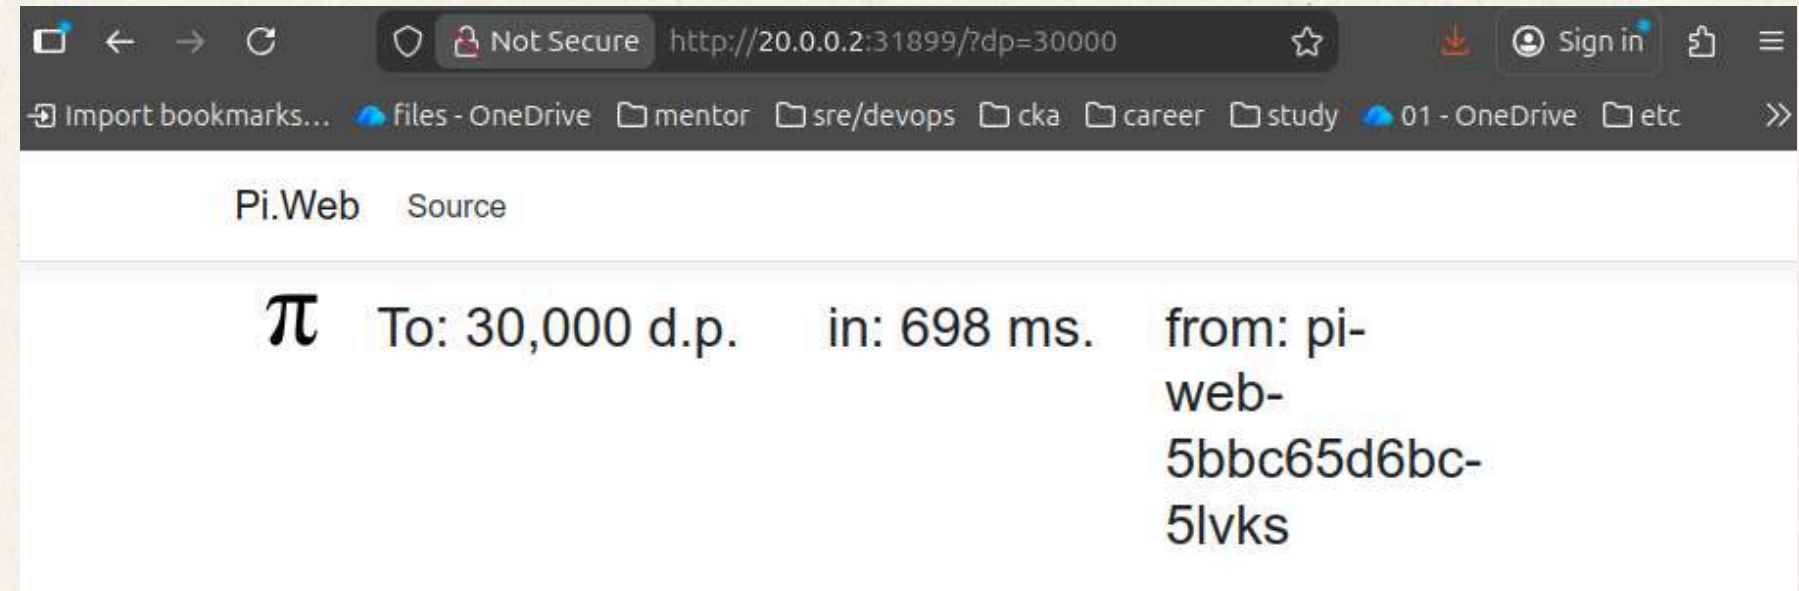 Not Secure http://20.0.0.2:31899/?dp=30000 Sign in
Import bookmarks... files - OneDrive mentor sre/devops cka career study 01 - OneDrive etc
Pi.Web Source
π To: 30,000 d.p. in: 698 ms. from: pi-
web-
5bbc65d6bc-
5lvks